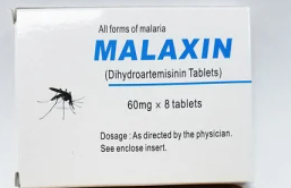 All forms of malaria
MALAXIN
(Dihydroartemisinin Tablets)
60mg × 8 tablets
Dosage : As directed by the physician.
See enclose insert.